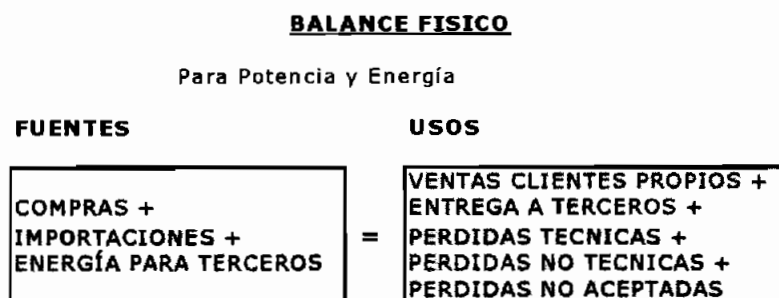 BALANCE FISICO
Para Potencia y Energía
FUENTES
USOS
COMPRAS +
IMPORTACIONES +
ENERGÍA PARA TERCEROS
=
VENTAS CLIENTES PROPIOS +
ENTREGA A TERCEROS +
PERDIDAS TECNICAS +
PERDIDAS NO TECNICAS +
PERDIDAS NO ACEPTADAS